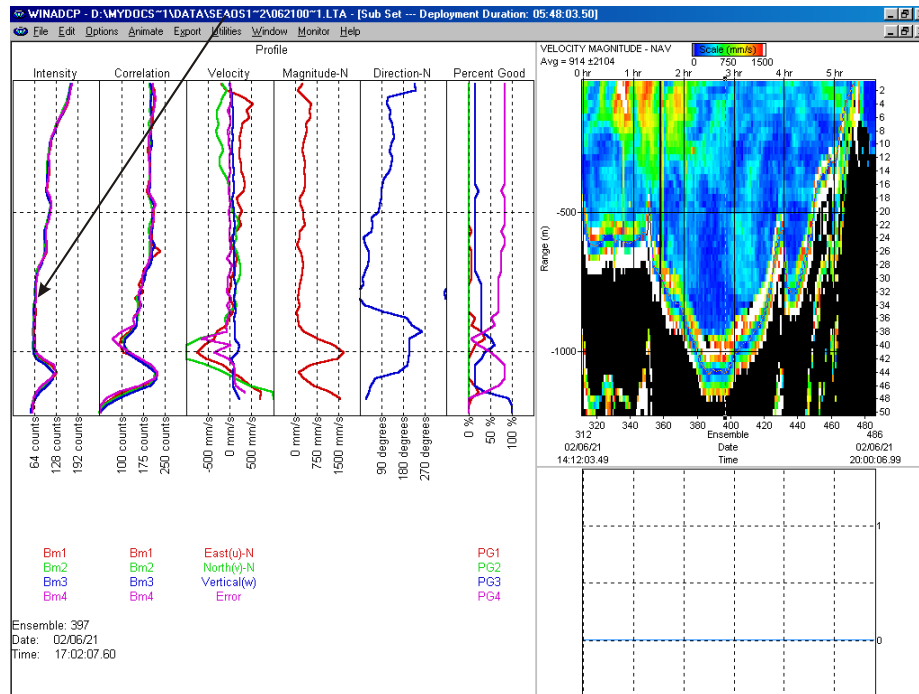 WINADCP - D:\MYDOCS~1\DATA\SEAOS1~2\062100~1.LTA - [Sub Set --- Deployment Duration: 05:48:03.50]
File Edit Options Animate Export Utilities Window Monitor Help
Profile
Intensity Correlation Velocity Magnitude-N Direction-N Percent Good
-500
-1000
64 counts 128 counts 192 counts 100 counts 175 counts 250 counts -500 mm/s 0 mm/s 500 mm/s 0 mm/s 750 mm/s 1500 mm/s 90 degrees 180 degrees 270 degrees 0 % 50 % 100 %
Bm1 Bm1 East(u)-N PG1
Bm2 Bm2 North(v)-N PG2
Bm3 Bm3 Vertical(w) PG3
Bm4 Bm4 Error PG4
Ensemble: 397
Date: 02/06/21
Time: 17:02:07.60
VELOCITY MAGNITUDE - NAV
Avg = 914 ±2104
Scale (mm/s)
0 750 1500
0 hr 1 hr 2 hr 3 hr 4 hr 5 hr
Range (m)
2
4
6
8
10
12
14
16
18
20
22
24
26
28
30
32
34
36
38
40
42
44
46
48
50
320 340 360 380 400 420 440 460 480
312 Ensemble 486
02/06/21 Date 02/06/21
14:12:03.49 Time 20:00:06.99
1
0